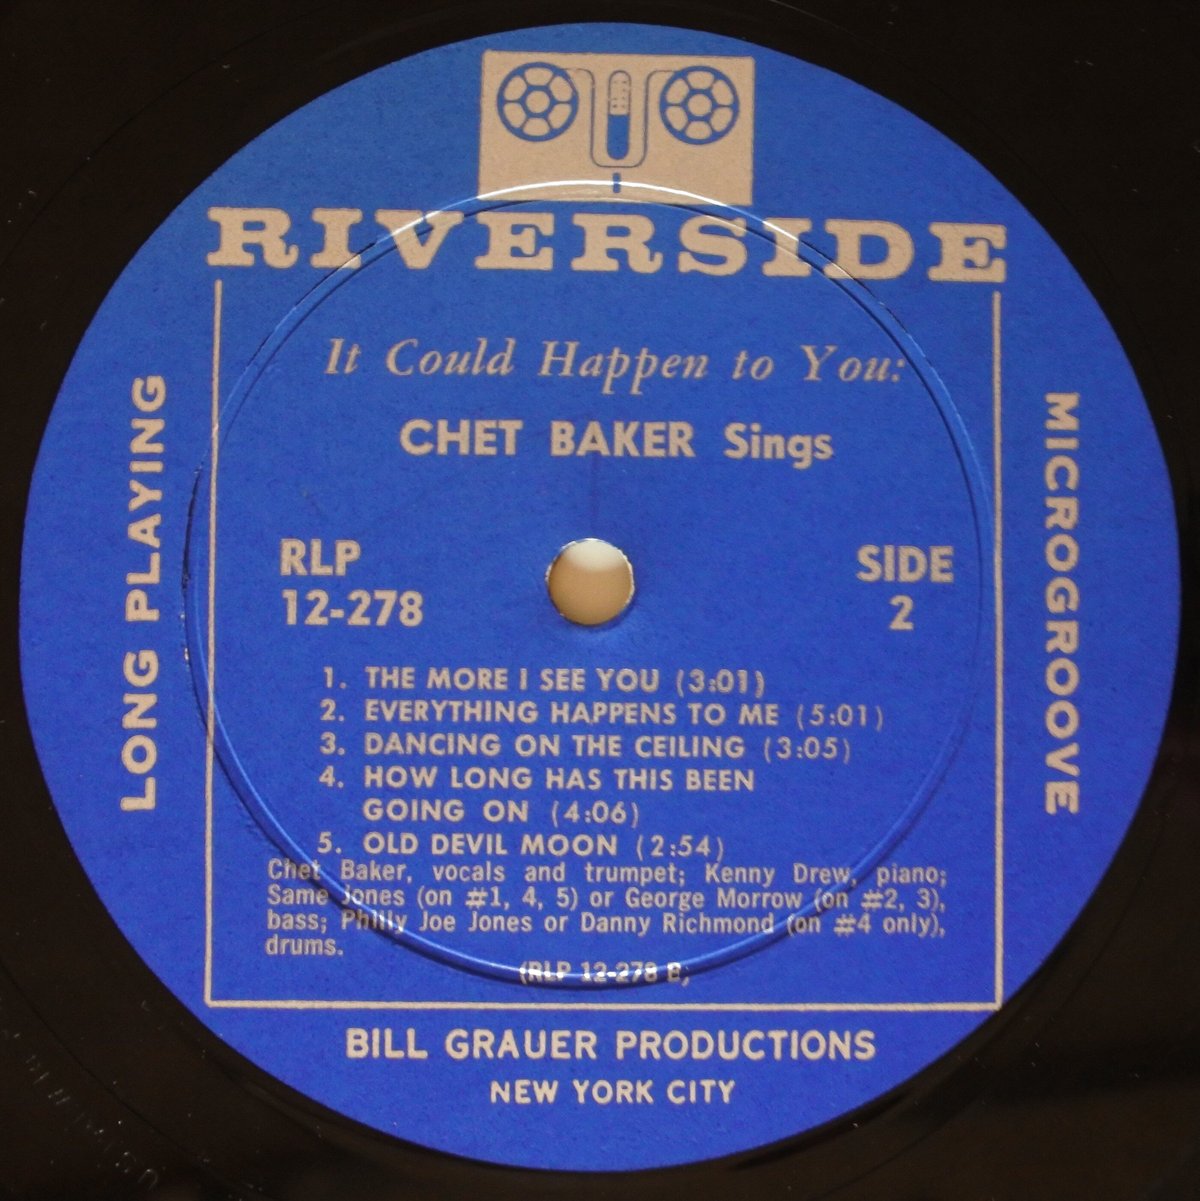 RIVERSIDE
It Could Happen to You:
CHET BAKER Sings
LONG PLAYING
MICROGROOVE
RLP
12-278
SIDE
2
1. THE MORE I SEE YOU (3:01)
2. EVERYTHING HAPPENS TO ME (5:01)
3. DANCING ON THE CEILING (3:05)
4. HOW LONG HAS THIS BEEN
GOING ON (4:06)
5. OLD DEVIL MOON (2:54)
Chet Baker, vocals and trumpet; Kenny Drew, piano;
Same Jones (on #1, 4, 5) or George Morrow (on #2, 3),
bass; Philly Joe Jones or Danny Richmond (on #4 only),
drums.
(RLP 12-278 B)
BILL GRAUER PRODUCTIONS
NEW YORK CITY